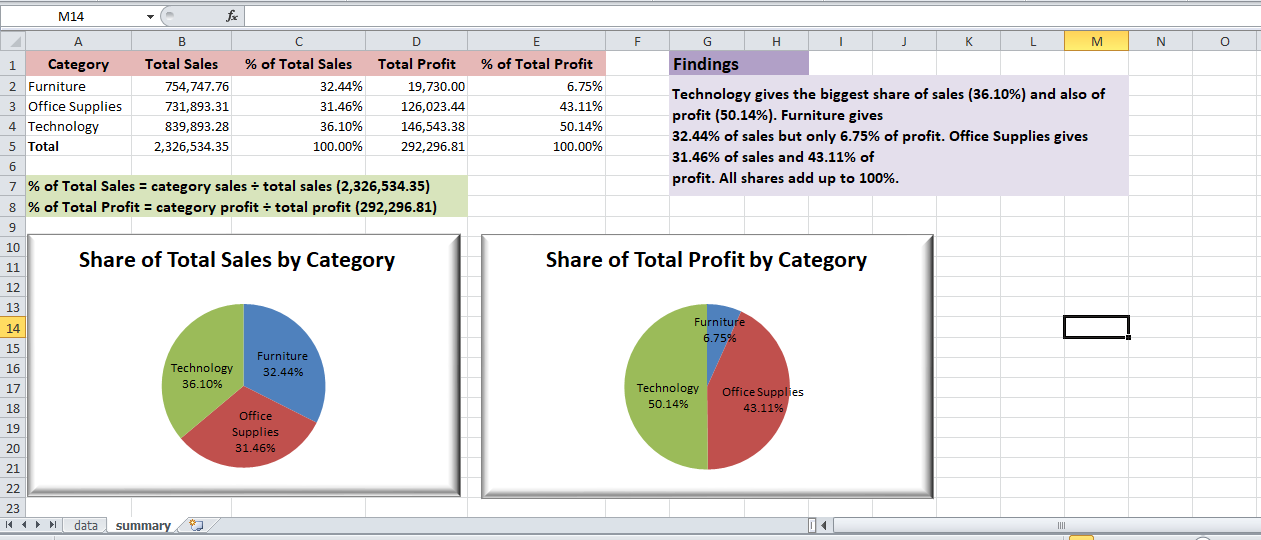 M14 fx
A B C D E F G H I J K L M N O
1 Category Total Sales % of Total Sales Total Profit % of Total Profit Findings
2 Furniture 754,747.76 32.44% 19,730.00 6.75%
3 Office Supplies 731,893.31 31.46% 126,023.44 43.11%
4 Technology 839,893.28 36.10% 146,543.38 50.14%
5 Total 2,326,534.35 100.00% 292,296.81 100.00%
Technology gives the biggest share of sales (36.10%) and also of
profit (50.14%). Furniture gives
32.44% of sales but only 6.75% of profit. Office Supplies gives
31.46% of sales and 43.11% of
profit. All shares add up to 100%.
6
7 % of Total Sales = category sales ÷ total sales (2,326,534.35)
8 % of Total Profit = category profit ÷ total profit (292,296.81)
9
10
11
12
13
14
15
16
17
18
19
20
21
22
23
Share of Total Sales by Category
Furniture
32.44%
Technology
36.10%
Office
Supplies
31.46%
Share of Total Profit by Category
Furniture
6.75%
Technology
50.14%
Office Supplies
43.11%
data summary